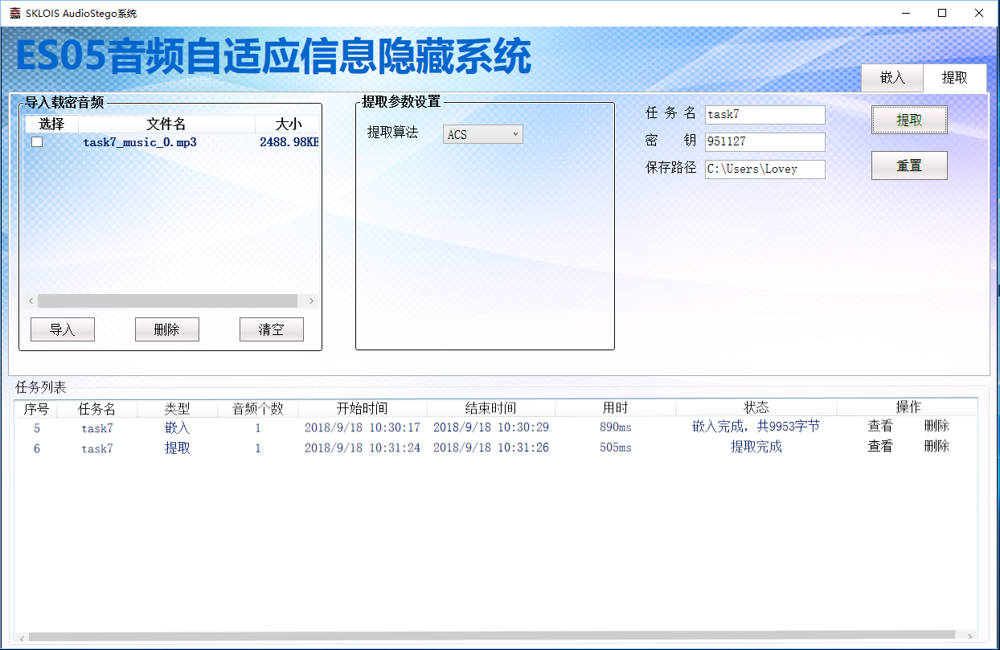 SKLOIS AudioStego系统
ES05音频自适应信息隐藏系统
嵌入 提取
导入载密音频
选择 文件名 大小
task7_music_0.mp3 2488.98KB
导入 删除 清空
提取参数设置
提取算法 ACS
任 务 名 task7
密 钥 951127
保存路径 C:\Users\Lovey
提取
重置
任务列表
序号 任务名 类型 音频个数 开始时间 结束时间 用时 状态 操作
5 task7 嵌入 1 2018/9/18 10:30:17 2018/9/18 10:30:29 890ms 嵌入完成，共9953字节 查看 删除
6 task7 提取 1 2018/9/18 10:31:24 2018/9/18 10:31:26 505ms 提取完成 查看 删除